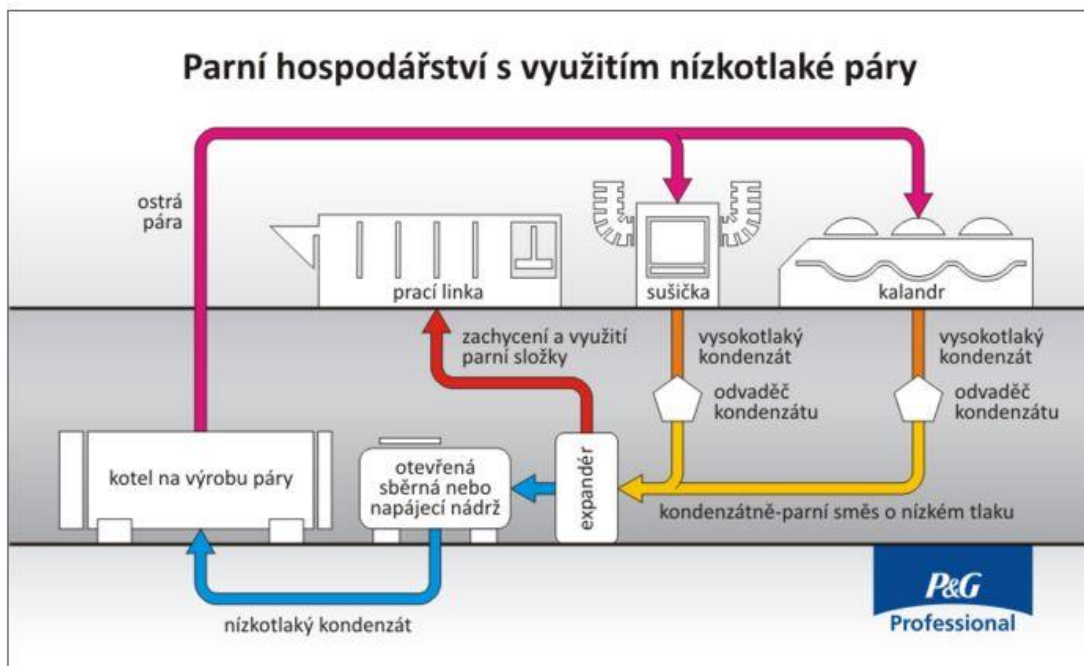 Parní hospodářství s využitím nízkotlaké páry
ostrá
pára
prací linka
sušička
kalandr
zachycení a využití
parní složky
vysokotlaký
kondenzát
vysokotlaký
kondenzát
odvaděč
kondenzátu
odvaděč
kondenzátu
kotel na výrobu páry
otevřená
sběrná nebo
napájecí nádrž
expandér
kondenzátně-parní směs o nízkém tlaku
nízkotlaký kondenzát
P&G
Professional